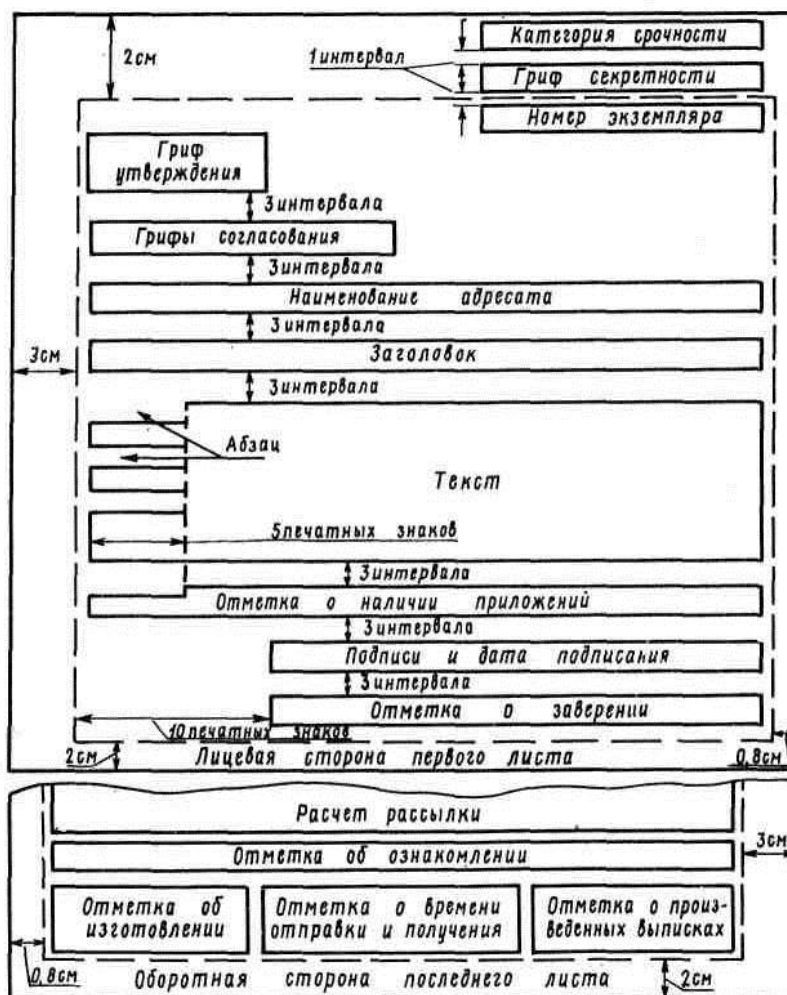 Категория срочности
2см
1интервал
Гриф секретности
Номер экземпляра
Гриф
утверждения
3интервала
Грифы согласования
3интервала
Наименование адресата
3интервала
Заголовок
3см
3интервала
Абзац
Текст
5печатных знаков
3интервала
Отметка о наличии приложений
3интервала
Подписи и дата подписания
3интервала
Отметка о заверении
10печатных знаков
2см
Лицевая сторона первого листа
0,8см
Расчет рассылки
Отметка об ознакомлении
3см
Отметка об
изготовлении
Отметка о времени
отправки и получения
Отметка о произ-
веденных выписках
0,8см
Оборотная сторона последнего листа
2см